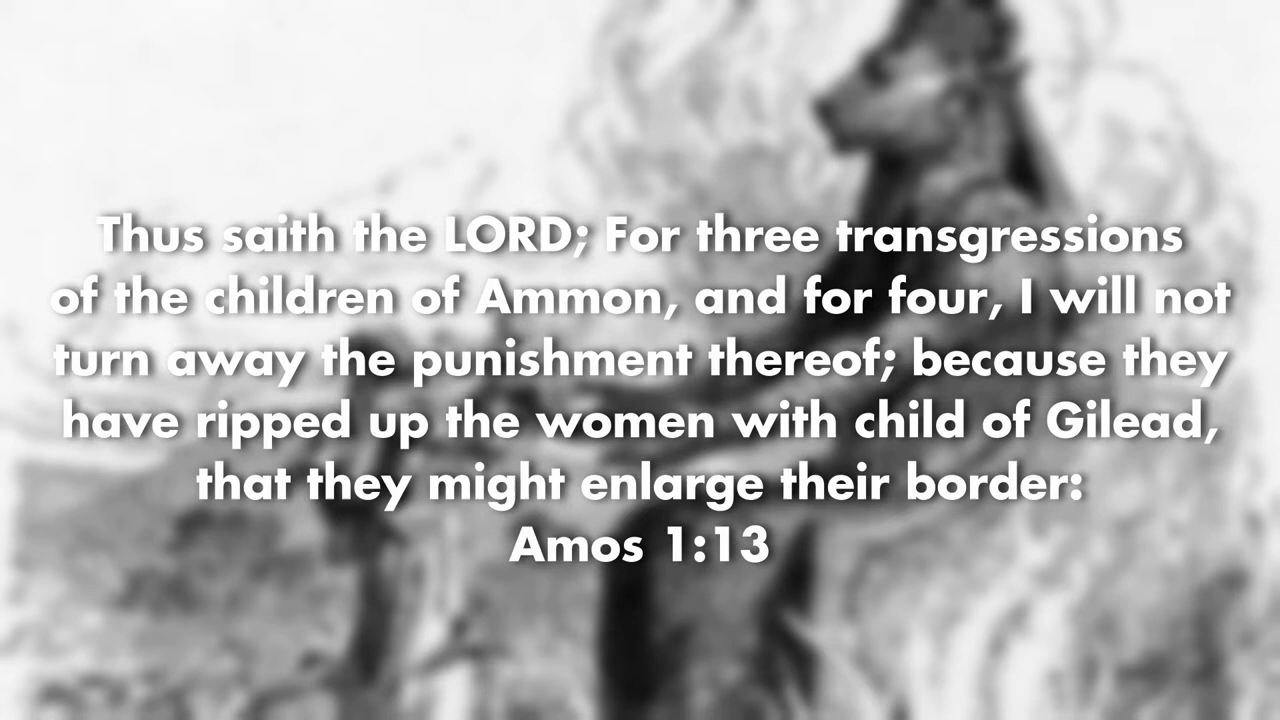 Thus saith the LORD; For three transgressions
of the children of Ammon, and for four, I will not
turn away the punishment thereof; because they
have ripped up the women with child of Gilead,
that they might enlarge their border:
Amos 1:13